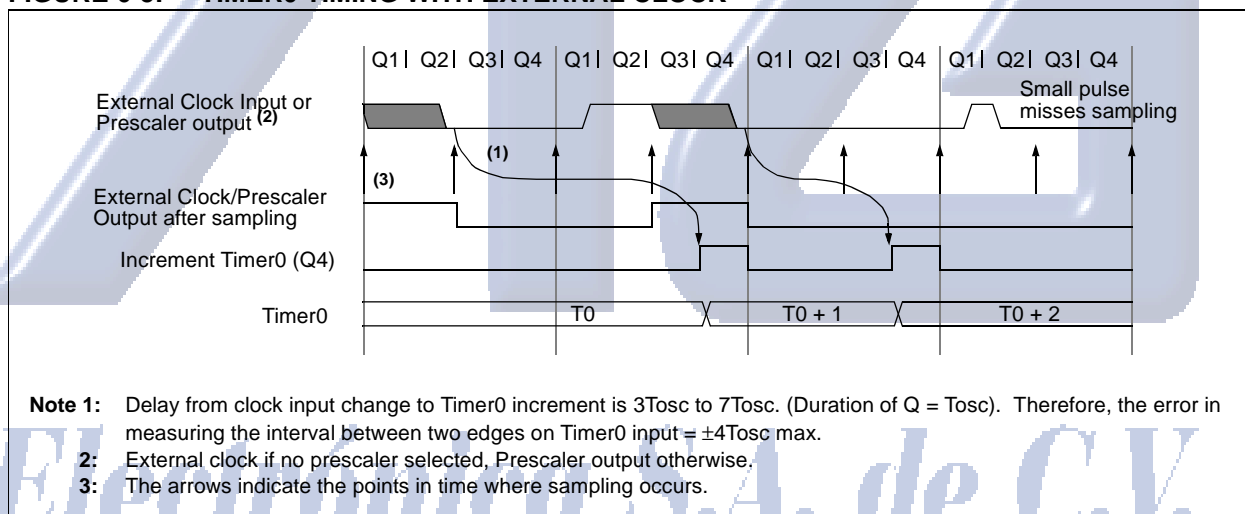 FIGURE 6-5: TIMER0 TIMING WITH EXTERNAL CLOCK
Q1| Q2| Q3| Q4 Q1| Q2| Q3| Q4 Q1| Q2| Q3| Q4 Q1| Q2| Q3| Q4
External Clock Input or
Prescaler output (2)
Small pulse
misses sampling
(1)
(3)
External Clock/Prescaler
Output after sampling
Increment Timer0 (Q4)
Timer0
T0 T0 + 1 T0 + 2
Note 1: Delay from clock input change to Timer0 increment is 3Tosc to 7Tosc. (Duration of Q = Tosc). Therefore, the error in
measuring the interval between two edges on Timer0 input = ±4Tosc max.
2: External clock if no prescaler selected, Prescaler output otherwise.
3: The arrows indicate the points in time where sampling occurs.
Electrónica S.A. de C.V.